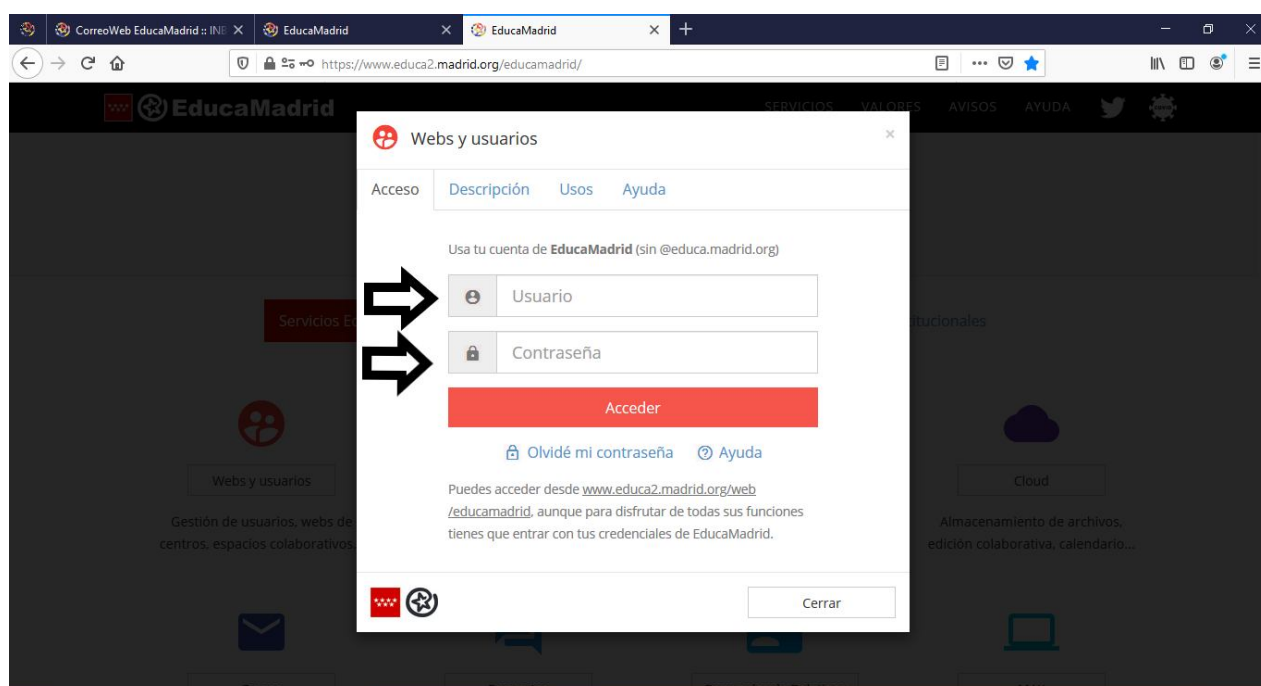 CorreoWeb EducaMadrid :: INB
EducaMadrid
EducaMadrid
https://www.educa2.madrid.org/educamadrid/
EducaMadrid
SERVICIOS VALORES AVISOS AYUDA
Webs y usuarios
Acceso Descripción Usos Ayuda
Usa tu cuenta de EducaMadrid (sin @educa.madrid.org)
Usuario
Contraseña
Acceder
Olvidé mi contraseña Ayuda
Puedes acceder desde www.educa2.madrid.org/web
/educamadrid, aunque para disfrutar de todas sus funciones
tienes que entrar con tus credenciales de EducaMadrid.
Cerrar
Servicios
Webs y usuarios
Gestión de usuarios, webs de
centros, espacios colaborativos
Cloud
Almacenamiento de archivos,
edición colaborativa, calendario...